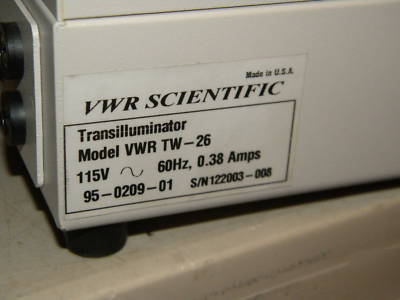 Made in U.S.A.
VWR SCIENTIFIC
Transilluminator
Model VWR TW-26
115V ~ 60Hz, 0.38 Amps
95-0209-01 S/N122003-008